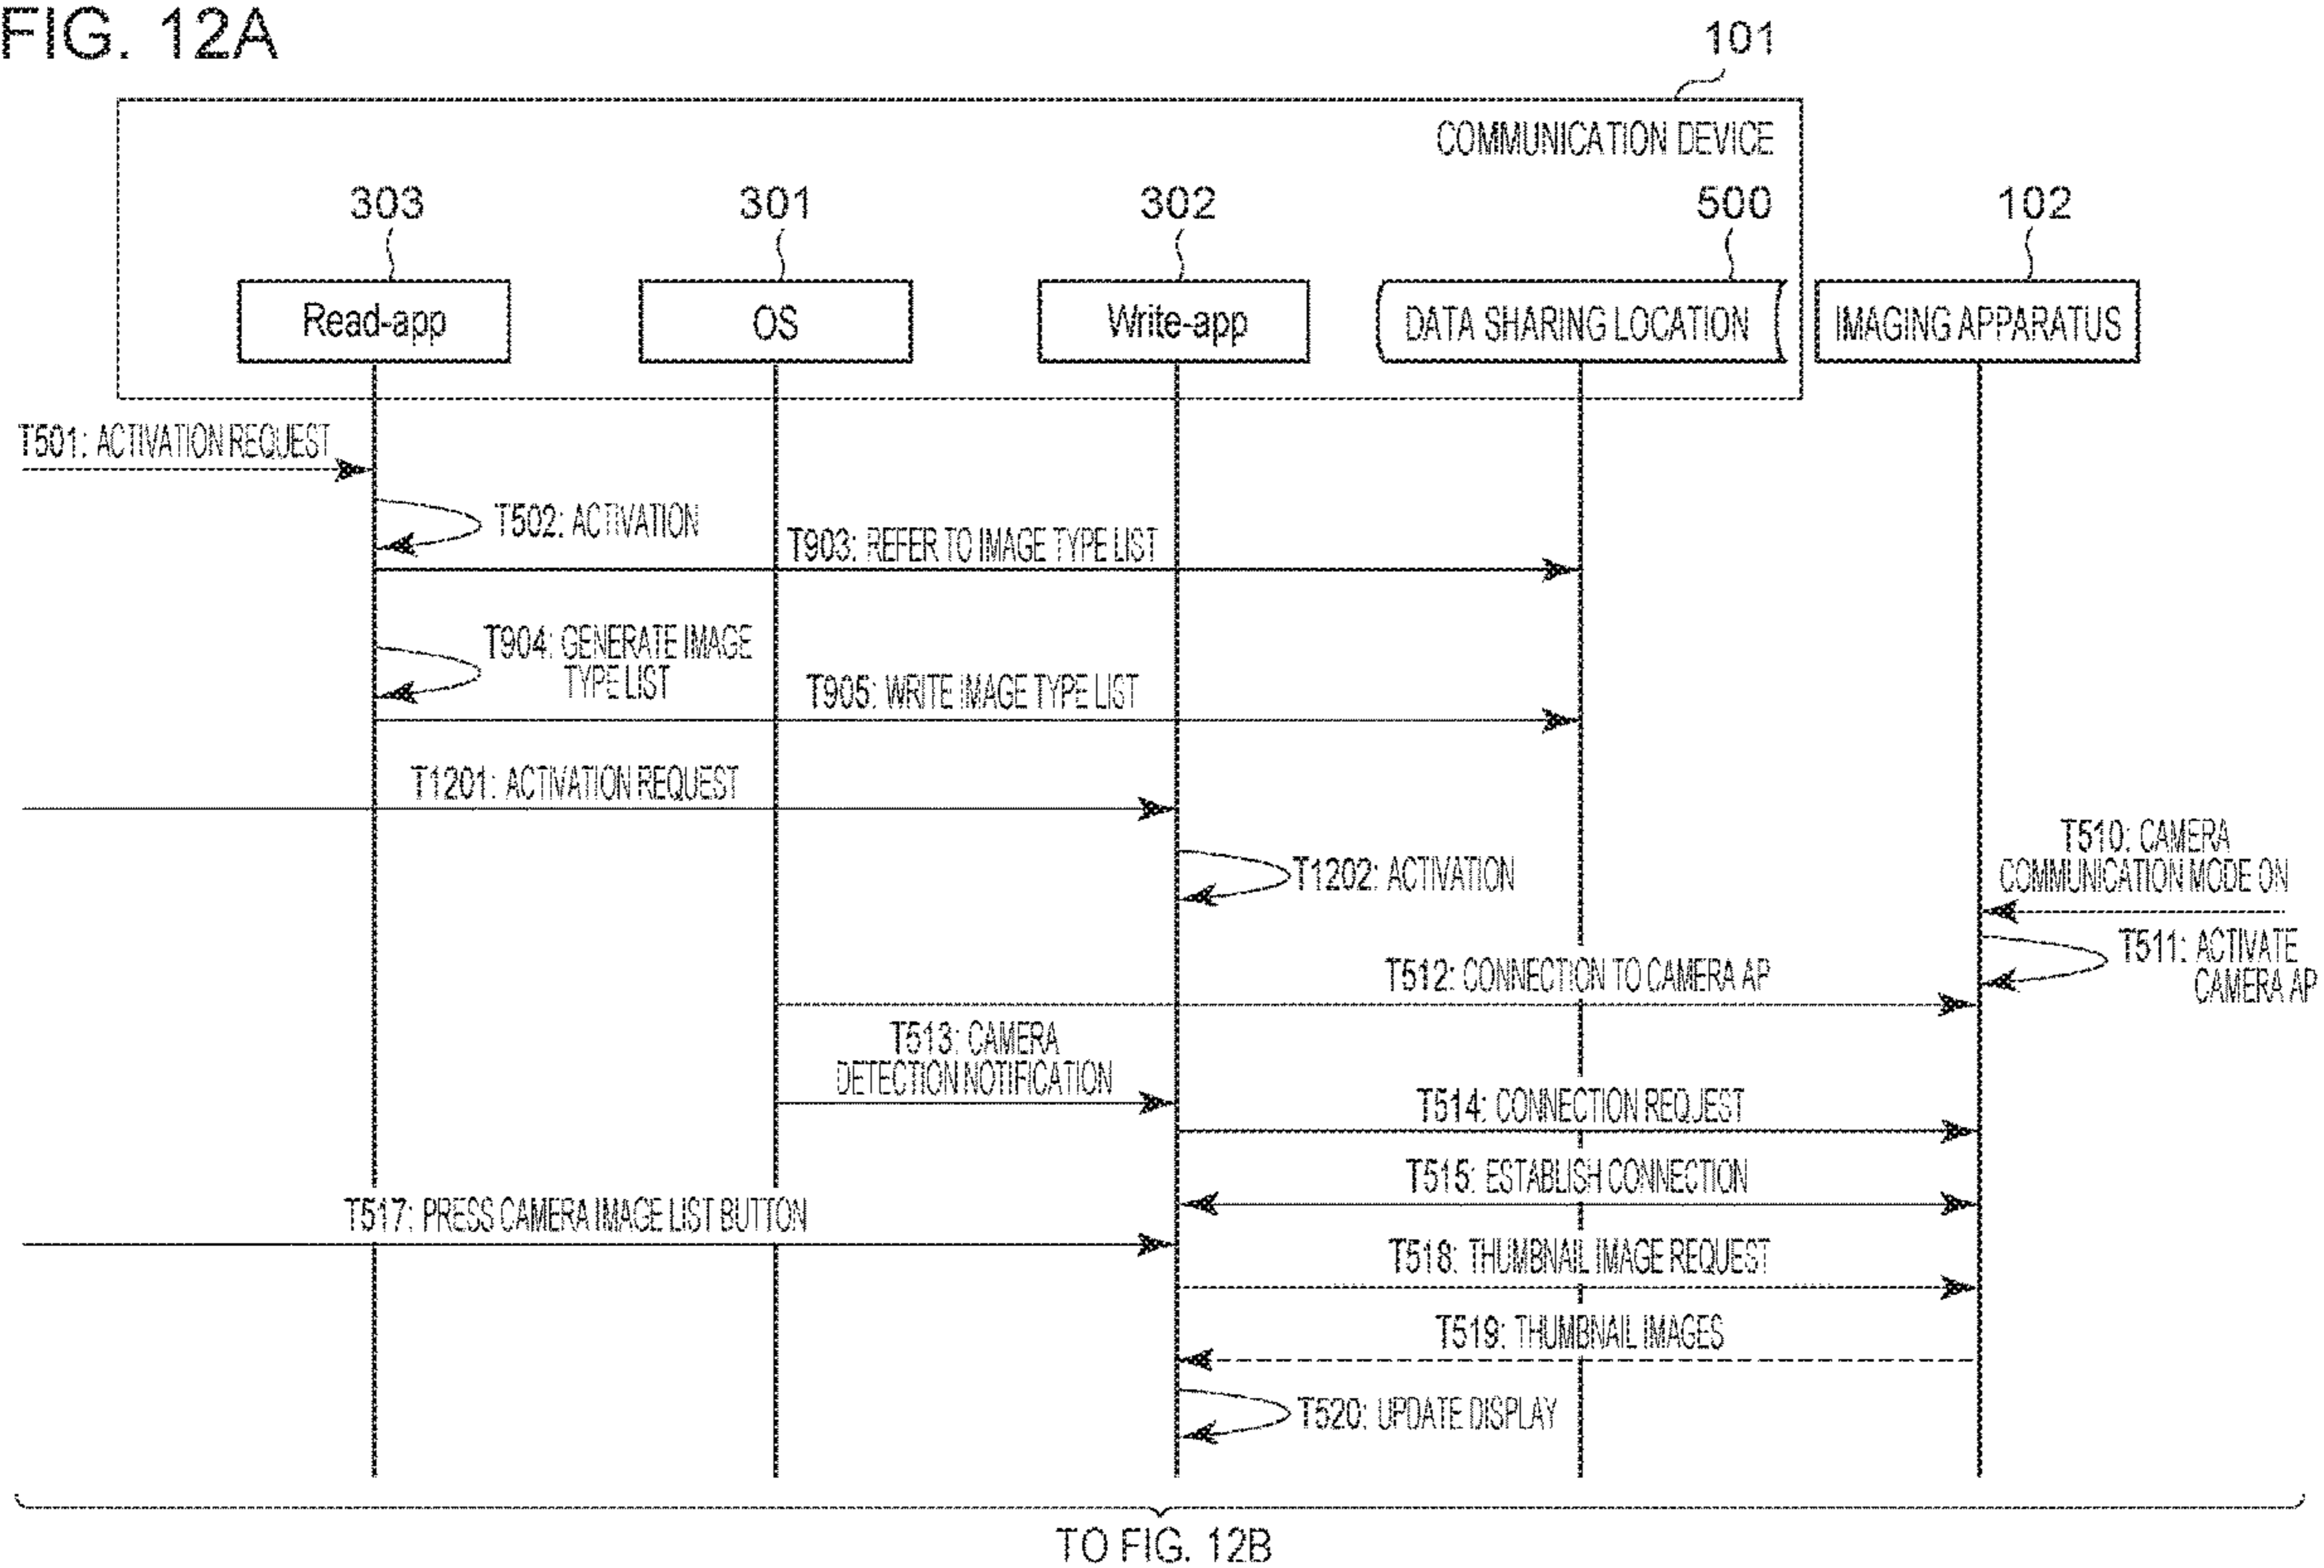 FIG. 12A
101
COMMUNICATION DEVICE
303
301
302
500
102
Read-app
OS
Write-app
DATA SHARING LOCATION
IMAGING APPARATUS
T501: ACTIVATION REQUEST
T502: ACTIVATION
T903: REFER TO IMAGE TYPE LIST
T904: GENERATE IMAGE
TYPE LIST
T905: WRITE IMAGE TYPE LIST
T1201: ACTIVATION REQUEST
T510: CAMERA
COMMUNICATION MODE ON
T1202: ACTIVATION
T511: ACTIVATE
CAMERA AP
T512: CONNECTION TO CAMERA AP
T513: CAMERA
DETECTION NOTIFICATION
T514: CONNECTION REQUEST
T515: ESTABLISH CONNECTION
T517: PRESS CAMERA IMAGE LIST BUTTON
T518: THUMBNAIL IMAGE REQUEST
T519: THUMBNAIL IMAGES
T520: UPDATE DISPLAY
TO FIG. 12B